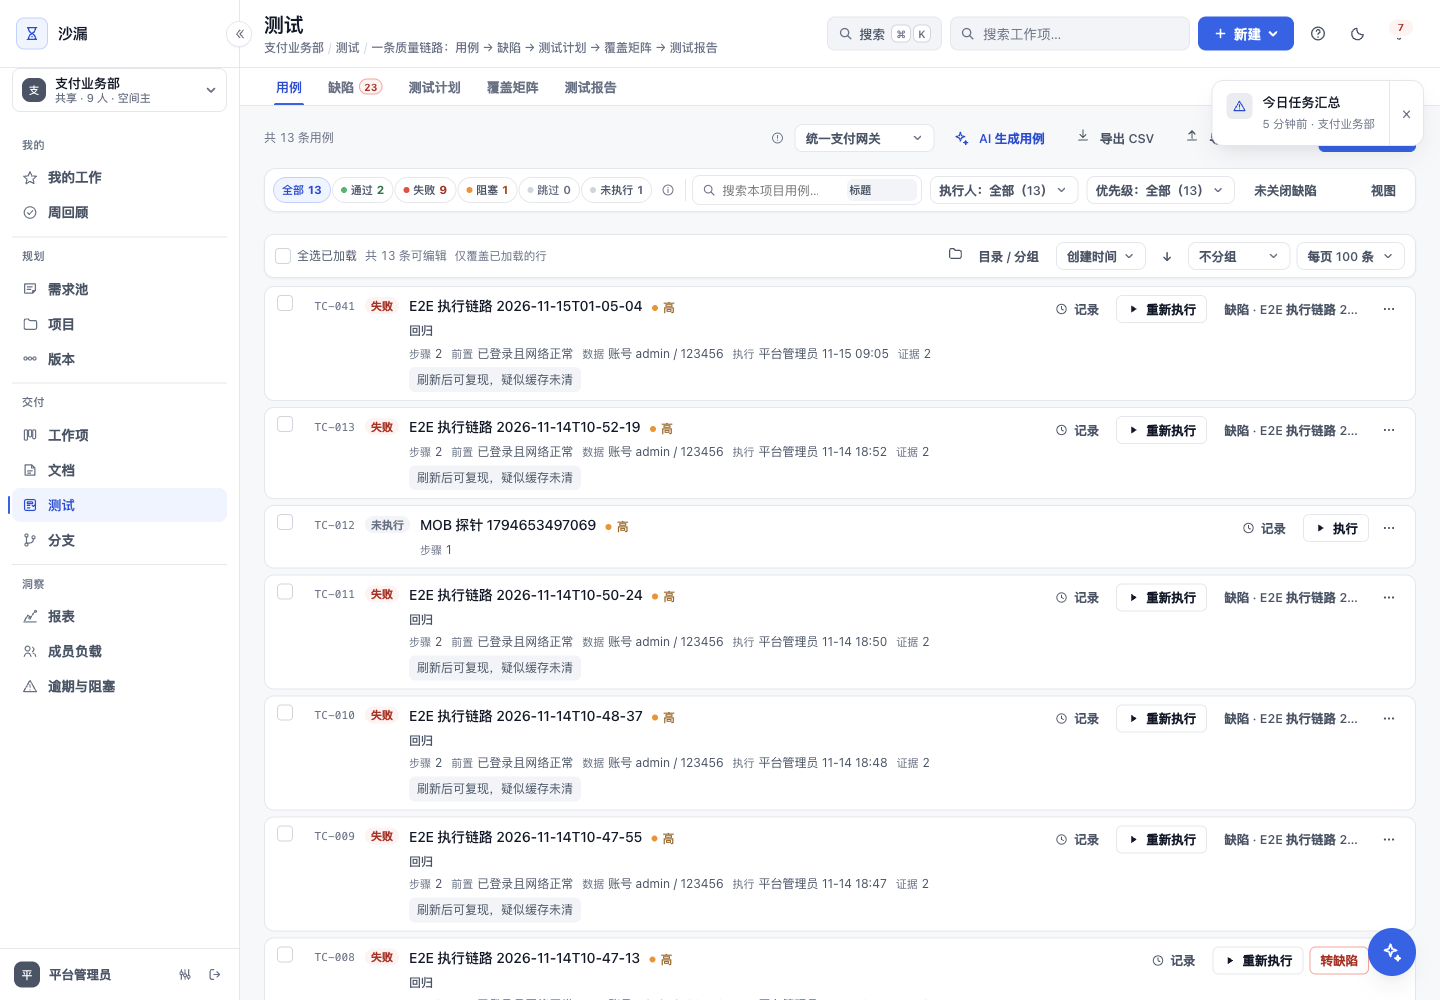 沙漏
支 支付业务部
共享 · 9 人 · 空间主
我的
我的工作
周回顾
规划
需求池
项目
版本
交付
工作项
文档
测试
分支
洞察
报表
成员负载
逾期与阻塞
平 平台管理员
测试
支付业务部 / 测试 / 一条质量链路：用例 → 缺陷 → 测试计划 → 覆盖矩阵 → 测试报告
搜索 ⌘ K 搜索工作项... + 新建 7
用例 缺陷 23 测试计划 覆盖矩阵 测试报告
今日任务汇总
5 分钟前 · 支付业务部
共 13 条用例 统一支付网关 AI 生成用例 导出 CSV
全部 13 通过 2 失败 9 阻塞 1 跳过 0 未执行 1 搜索本项目用例... 标题 执行人：全部（13） 优先级：全部（13） 未关闭缺陷 视图
全选已加载 共 13 条可编辑 仅覆盖已加载的行 目录 / 分组 创建时间 ↓ 不分组 每页 100 条
TC-041 失败 E2E 执行链路 2026-11-15T01-05-04 高 记录 重新执行 缺陷 · E2E 执行链路 2... ...
回归
步骤 2 前置 已登录且网络正常 数据 账号 admin / 123456 执行 平台管理员 11-15 09:05 证据 2
刷新后可复现，疑似缓存未清
TC-013 失败 E2E 执行链路 2026-11-14T10-52-19 高 记录 重新执行 缺陷 · E2E 执行链路 2... ...
步骤 2 前置 已登录且网络正常 数据 账号 admin / 123456 执行 平台管理员 11-14 18:52 证据 2
刷新后可复现，疑似缓存未清
TC-012 未执行 MOB 探针 1794653497069 高 记录 执行 ...
步骤 1
TC-011 失败 E2E 执行链路 2026-11-14T10-50-24 高 记录 重新执行 缺陷 · E2E 执行链路 2... ...
回归
步骤 2 前置 已登录且网络正常 数据 账号 admin / 123456 执行 平台管理员 11-14 18:50 证据 2
刷新后可复现，疑似缓存未清
TC-010 失败 E2E 执行链路 2026-11-14T10-48-37 高 记录 重新执行 缺陷 · E2E 执行链路 2... ...
回归
步骤 2 前置 已登录且网络正常 数据 账号 admin / 123456 执行 平台管理员 11-14 18:48 证据 2
刷新后可复现，疑似缓存未清
TC-009 失败 E2E 执行链路 2026-11-14T10-47-55 高 记录 重新执行 缺陷 · E2E 执行链路 2... ...
回归
步骤 2 前置 已登录且网络正常 数据 账号 admin / 123456 执行 平台管理员 11-14 18:47 证据 2
刷新后可复现，疑似缓存未清
TC-008 失败 E2E 执行链路 2026-11-14T10-47-13 高 记录 重新执行 转缺陷
回归